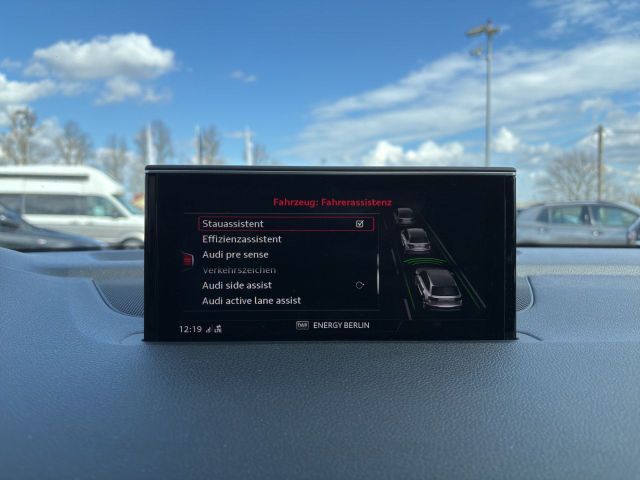 Fahrzeug: Fahrerassistenz
Stauassistent
Effizienzassistent
Audi pre sense
Verkehrszeichen
Audi side assist
Audi active lane assist
12:19
DAB ENERGY BERLIN